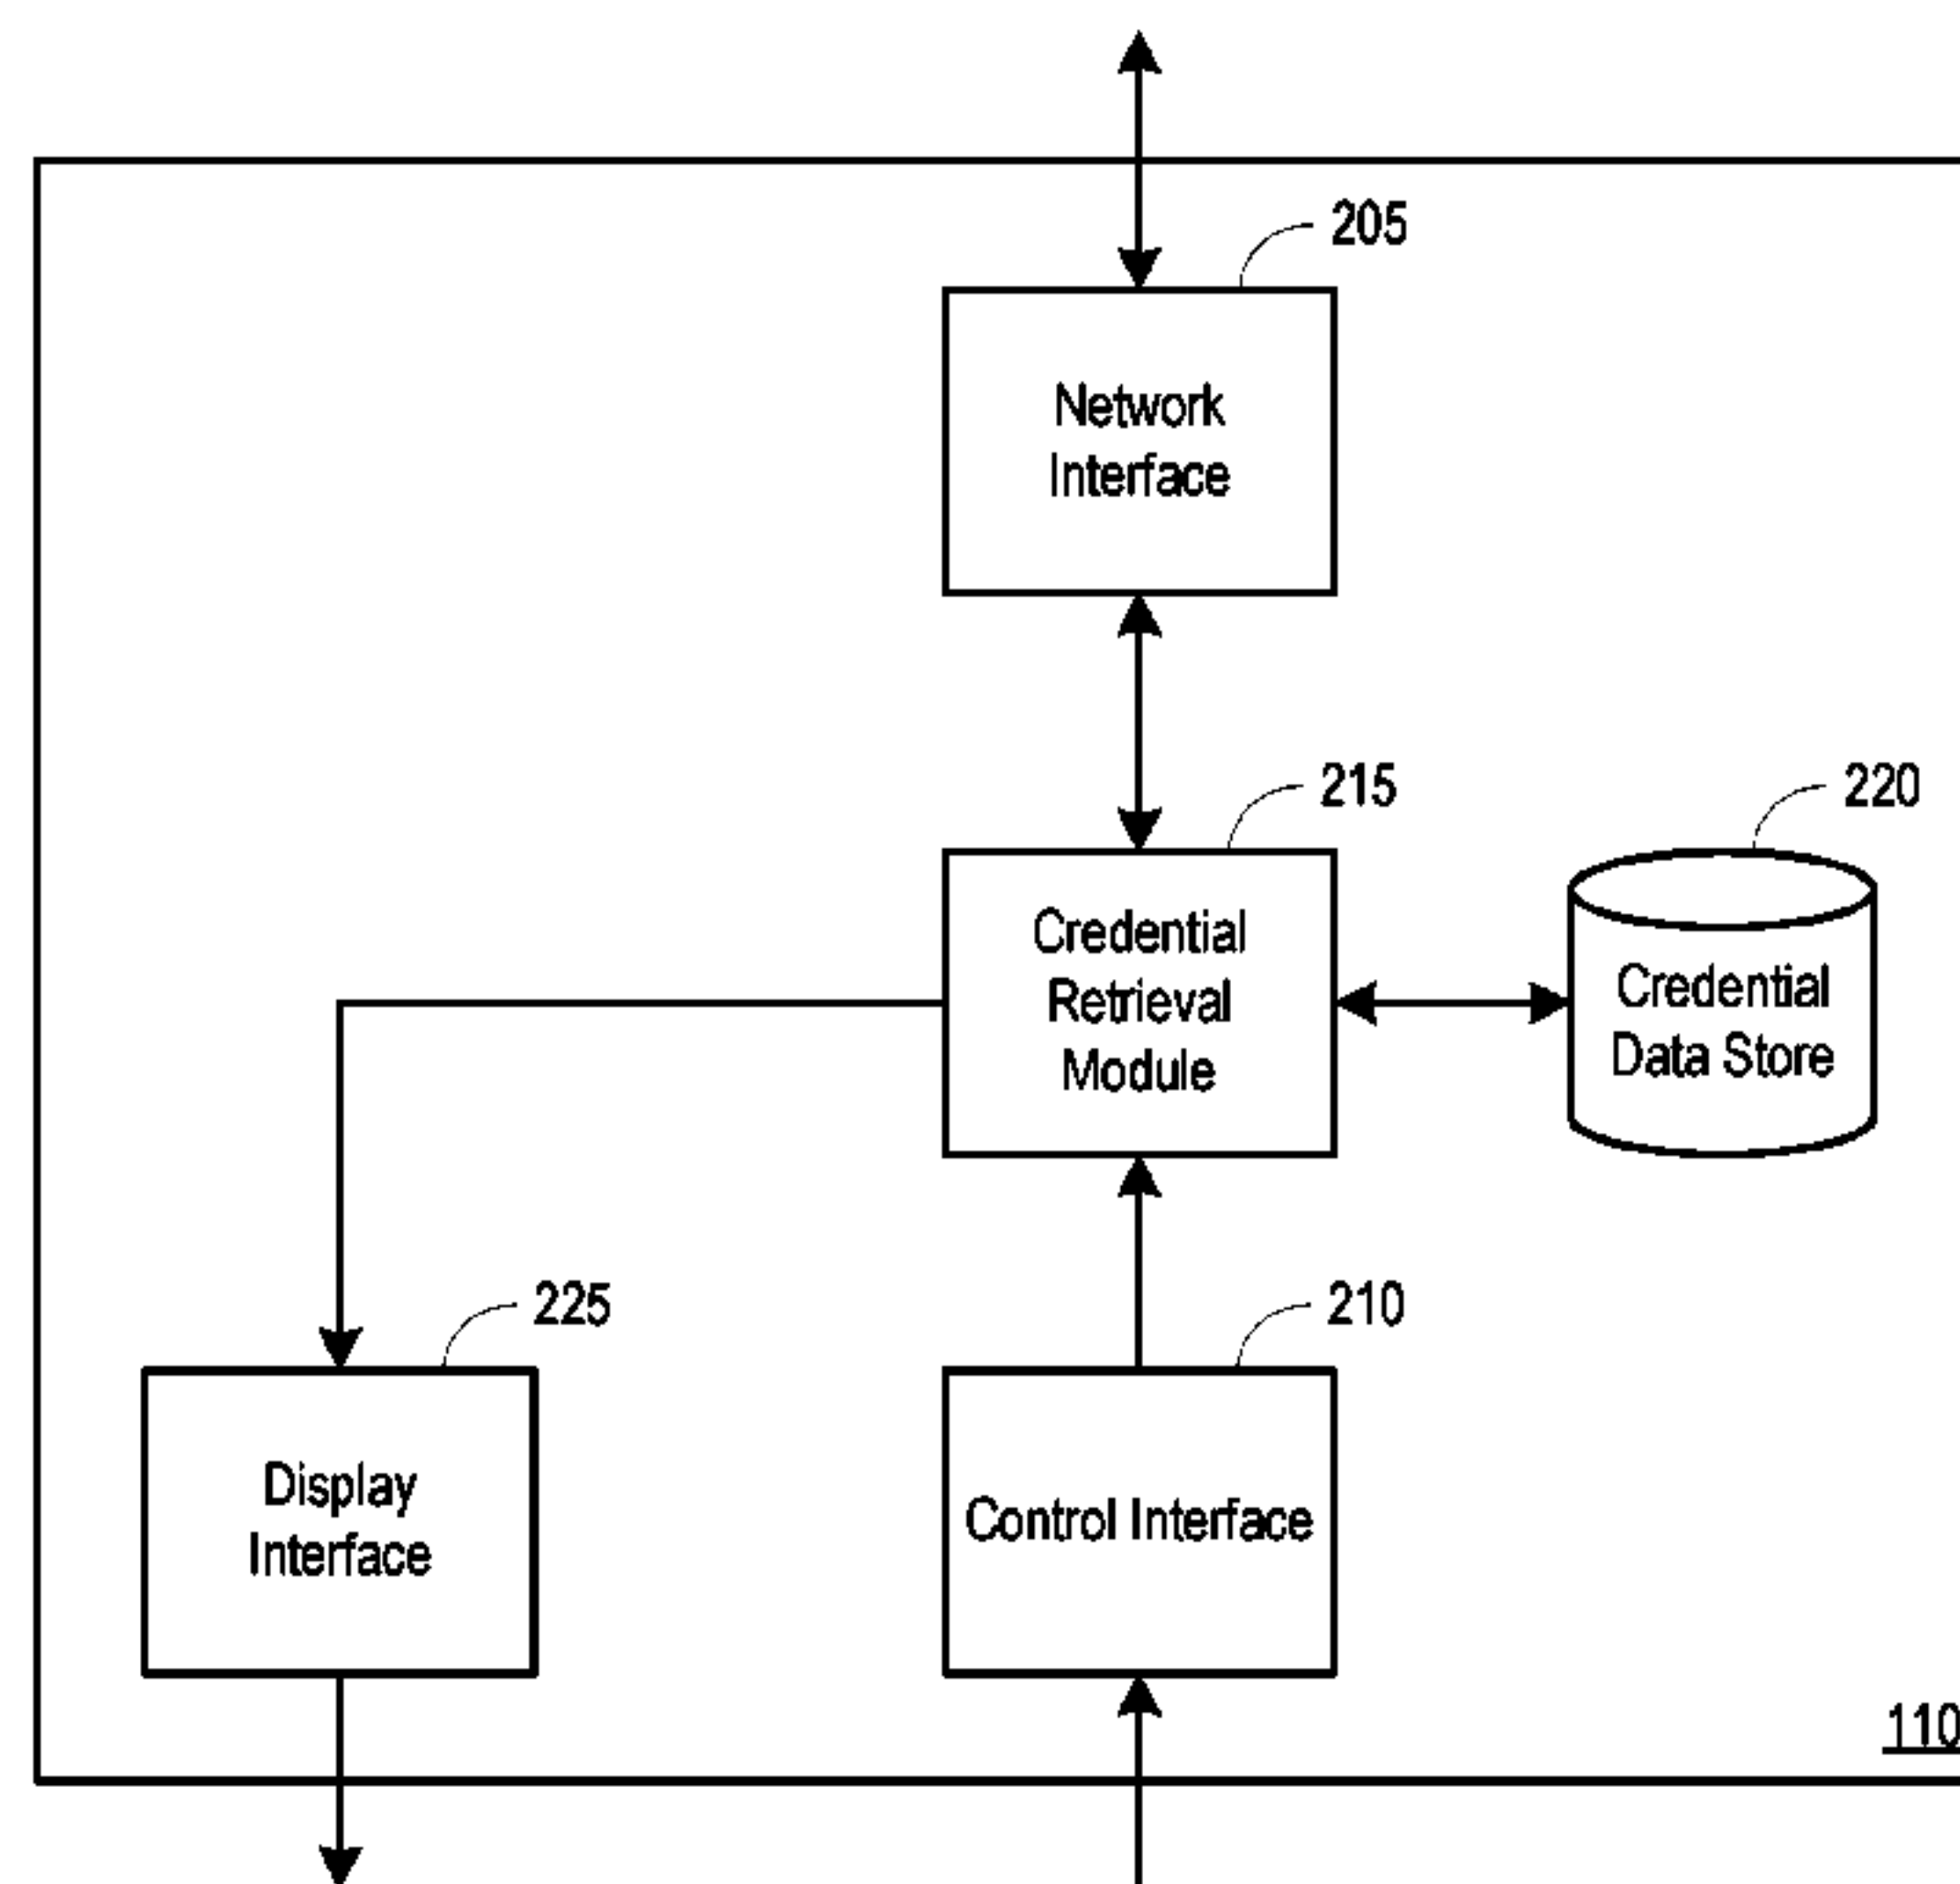 205
Network
Interface
215
220
Credential
Retrieval
Module
Credential
Data Store
225
210
Display
Interface
Control Interface
110